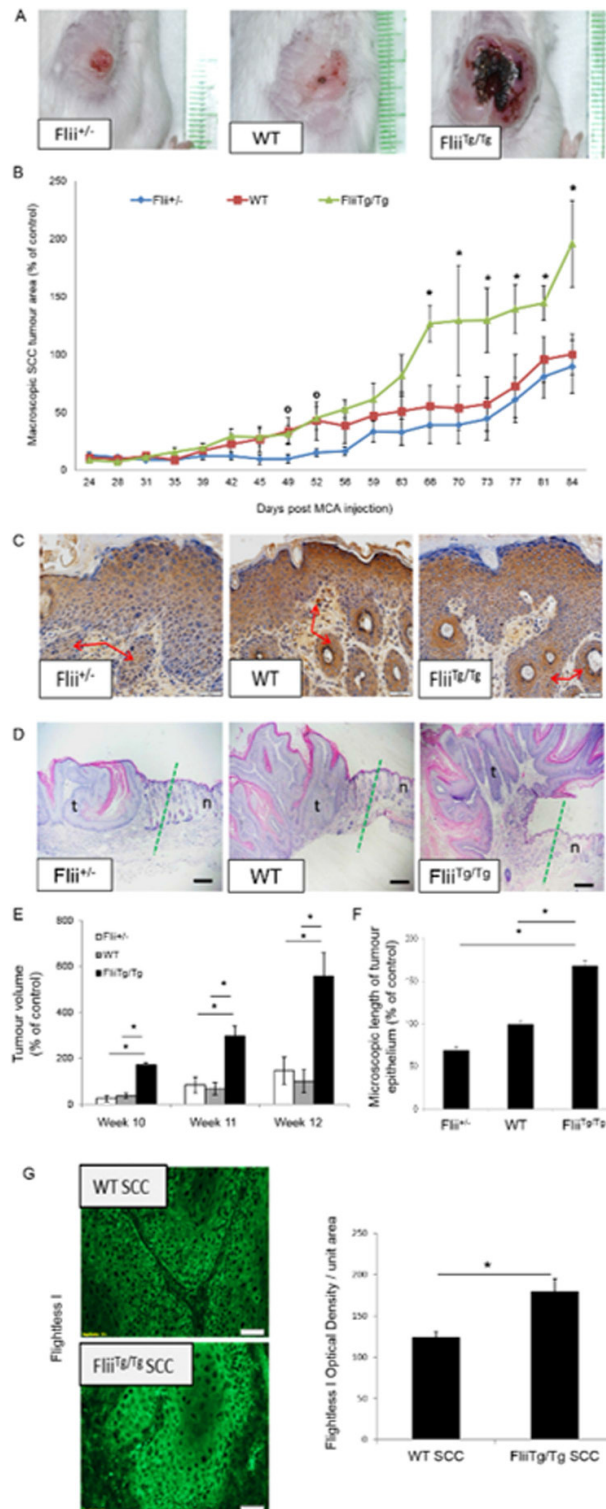 A
Flii+/-
WT
FliiTg/Tg
B
Macroscopic SCC tumour area (% of control)
250
200
150
100
50
0
Flii+/-
WT
FliiTg/Tg
o
o
*
*
*
*
*
*
24 28 31 35 39 42 45 49 52 56 59 63 66 70 73 77 81 84
Days post MCA injection)
C
Flii+/-
WT
FliiTg/Tg
D
t
n
Flii+/-
t
n
WT
t
n
FliiTg/Tg
E
Tumour volume
(% of control)
800
600
400
200
0
Flii+/-
WT
FliiTg/Tg
*
*
*
*
*
*
Week 10
Week 11
Week 12
F
Microscopic length of tumour
epithelium (% of control)
200
150
100
50
0
*
*
Flii+/-
WT
FliiTg/Tg
G
Flightless I
WT SCC
FliiTg/Tg SCC
Flightless I Optical Density / unit area
250
200
150
100
50
0
*
WT SCC
FliiTg/Tg SCC